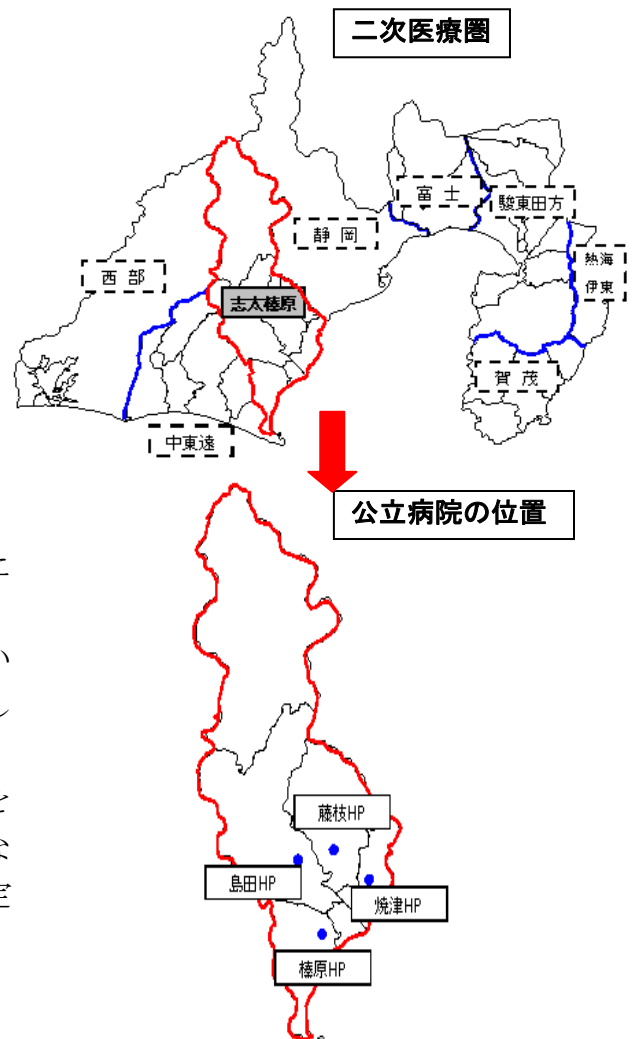 二次医療圏
富 士
駿東田方
静 岡
熱海
伊東
西 部
志太榛原
賀 茂
中東遠
公立病院の位置
い
藤枝HP
島田HP
焼津HP
榛原HP